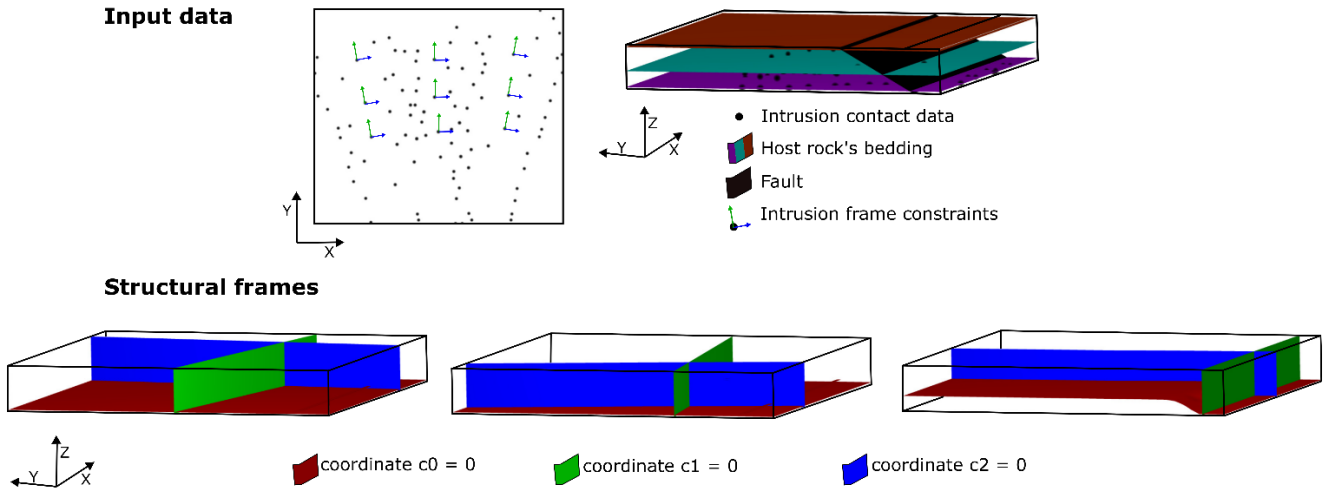 Input data
Y
X
Z
Y
X
Intrusion contact data
Host rock's bedding
Fault
Intrusion frame constraints
Structural frames
Z
Y
X
coordinate c0 = 0
coordinate c1 = 0
coordinate c2 = 0